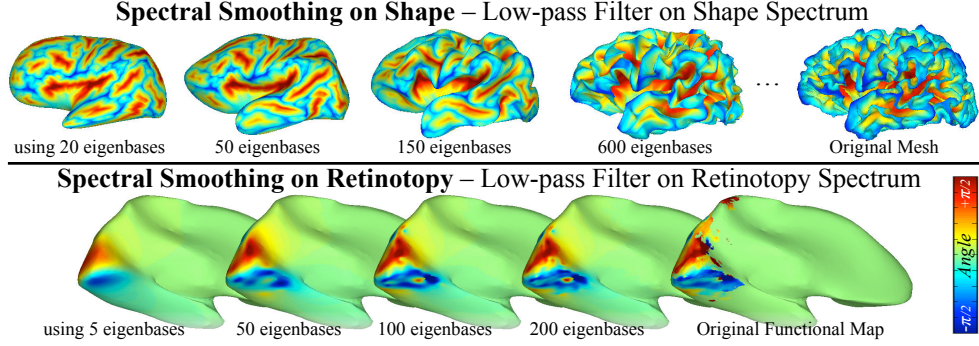 Spectral Smoothing on Shape – Low-pass Filter on Shape Spectrum
using 20 eigenbases
50 eigenbases
150 eigenbases
600 eigenbases
...
Original Mesh
Spectral Smoothing on Retinotopy – Low-pass Filter on Retinotopy Spectrum
using 5 eigenbases
50 eigenbases
100 eigenbases
200 eigenbases
Original Functional Map
-π/2 Angle +π/2